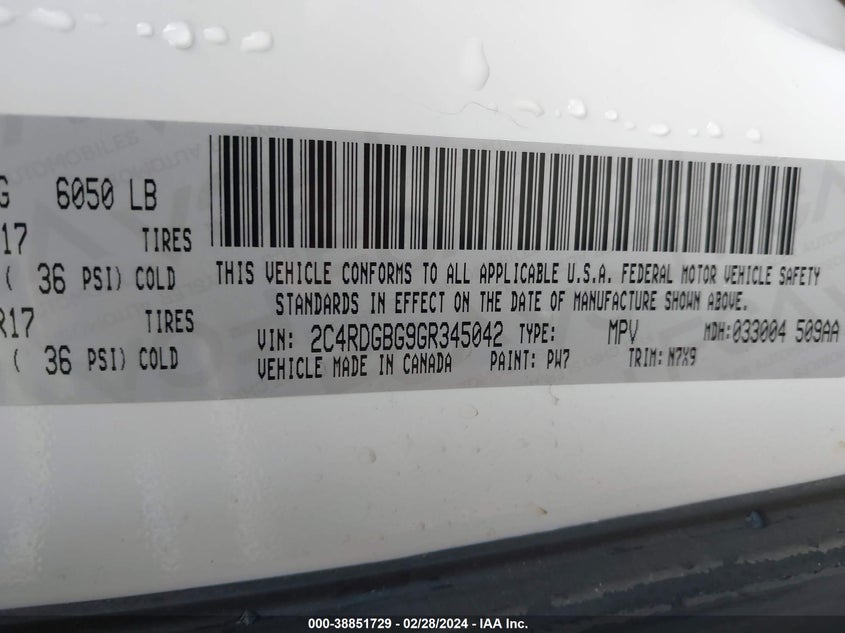 G 6050 LB
17 TIRES
( 36 PSI) COLD
R17 TIRES
( 36 PSI) COLD
THIS VEHICLE CONFORMS TO ALL APPLICABLE U.S.A. FEDERAL MOTOR VEHICLE SAFETY
STANDARDS IN EFFECT ON THE DATE OF MANUFACTURE SHOWN ABOVE.
VIN: 2C4RDGBG9GR345042 TYPE: MPV MDH:033004 509AA
VEHICLE MADE IN CANADA PAINT: PW7 TRIM: N7X9
000-38851729 - 02/28/2024 - IAA Inc.